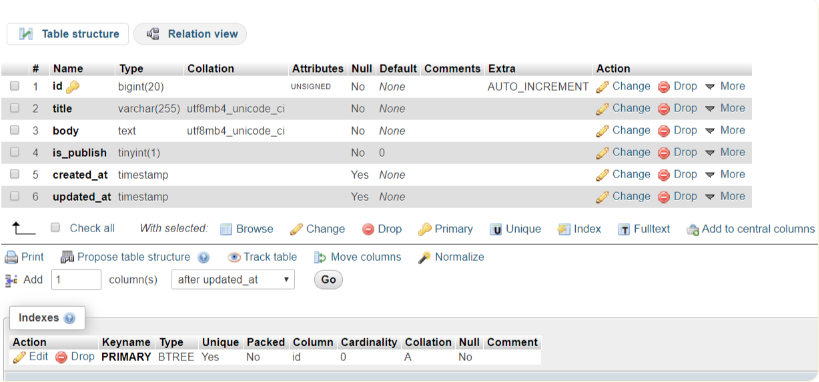 Table structure Relation view
# Name Type Collation Attributes Null Default Comments Extra Action
1 id bigint(20) UNSIGNED No None AUTO_INCREMENT Change Drop More
2 title varchar(255) utf8mb4_unicode_ci No None Change Drop More
3 body text utf8mb4_unicode_ci No None Change Drop More
4 is_publish tinyint(1) No 0 Change Drop More
5 created_at timestamp Yes None Change Drop More
6 updated_at timestamp Yes None Change Drop More
Check all With selected: Browse Change Drop Primary U Unique Index T Fulltext Add to central columns
Print Propose table structure Track table Move columns Normalize
Add 1 column(s) after updated_at Go
Indexes
Action Keyname Type Unique Packed Column Cardinality Collation Null Comment
Edit Drop PRIMARY BTREE Yes No id 0 A No